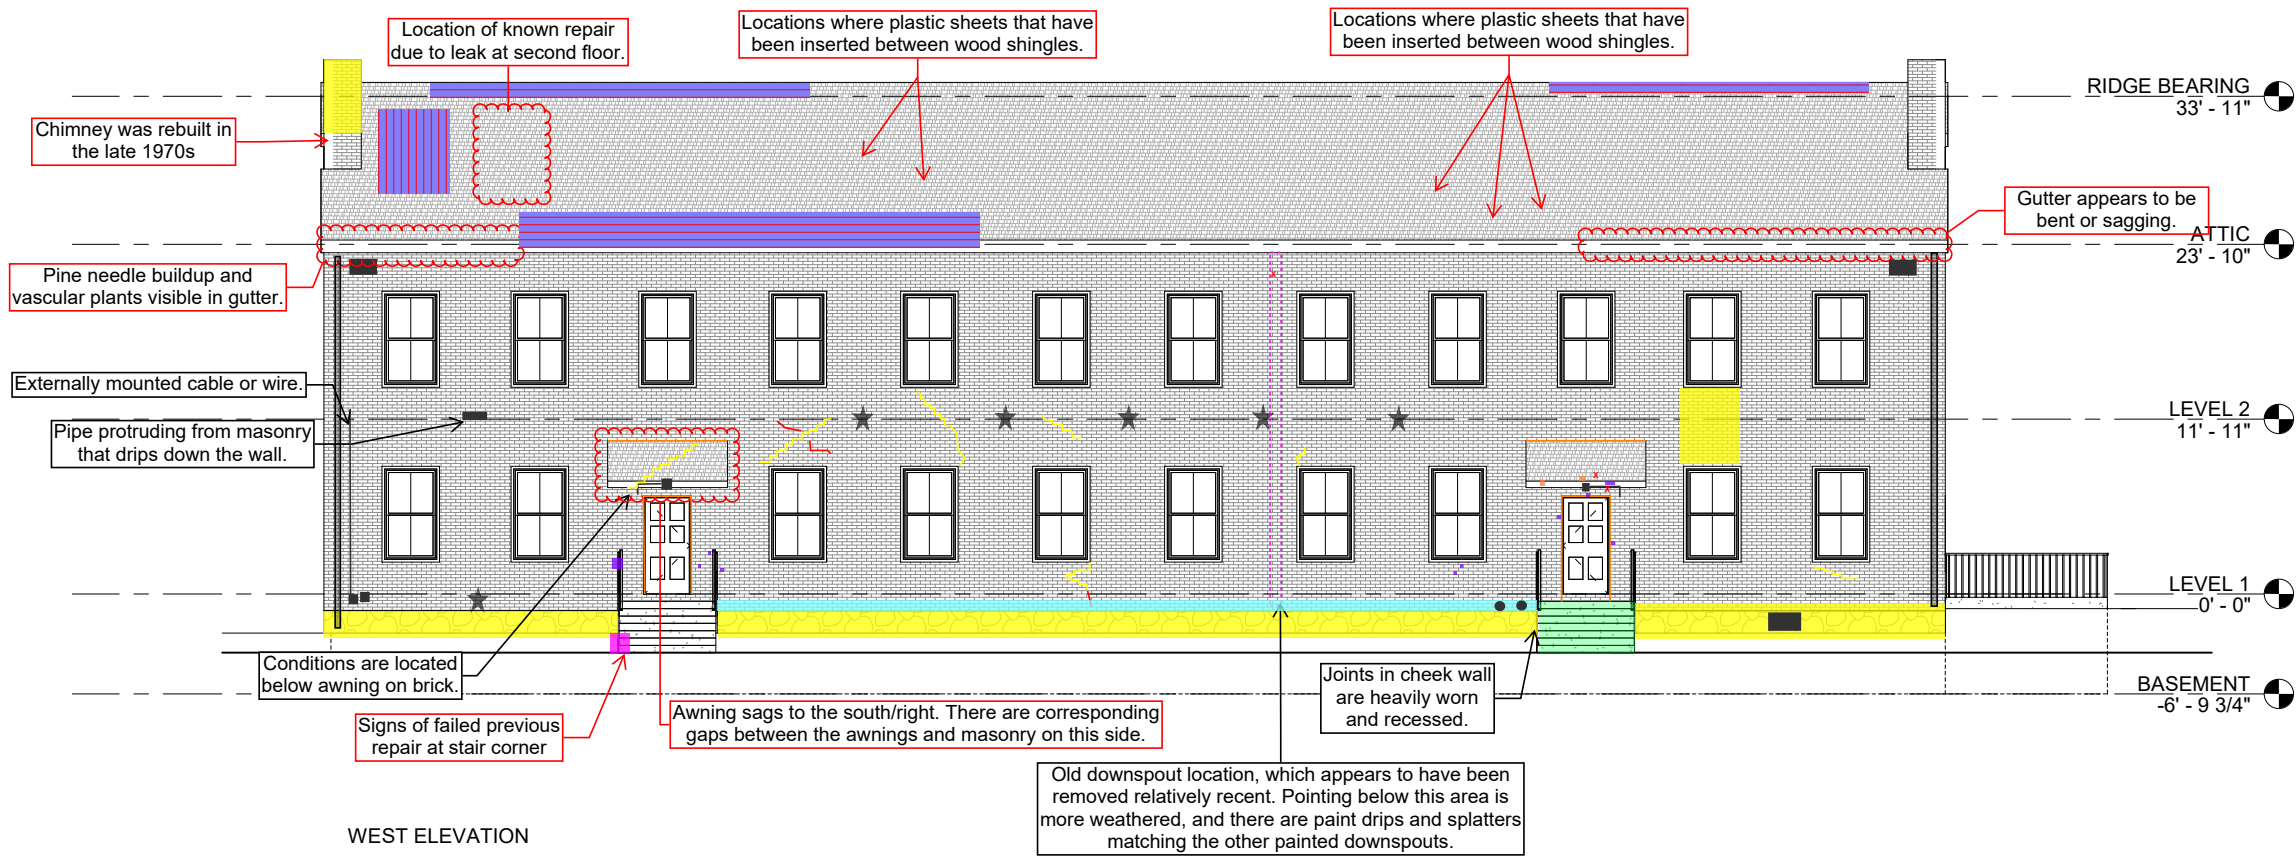 Location of known repair
due to leak at second floor.
Locations where plastic sheets that have
been inserted between wood shingles.
Locations where plastic sheets that have
been inserted between wood shingles.
RIDGE BEARING
33' - 11"
Chimney was rebuilt in
the late 1970s
Gutter appears to be
bent or sagging.
ATTIC
23' - 10"
Pine needle buildup and
vascular plants visible in gutter.
Externally mounted cable or wire.
LEVEL 2
11' - 11"
Pipe protruding from masonry
that drips down the wall.
LEVEL 1
0' - 0"
Conditions are located
below awning on brick.
Joints in cheek wall
are heavily worn
and recessed.
BASEMENT
-6' - 9 3/4"
Signs of failed previous
repair at stair corner
Awning sags to the south/right. There are corresponding
gaps between the awnings and masonry on this side.
Old downspout location, which appears to have been
removed relatively recent. Pointing below this area is
more weathered, and there are paint drips and splatters
matching the other painted downspouts.
WEST ELEVATION